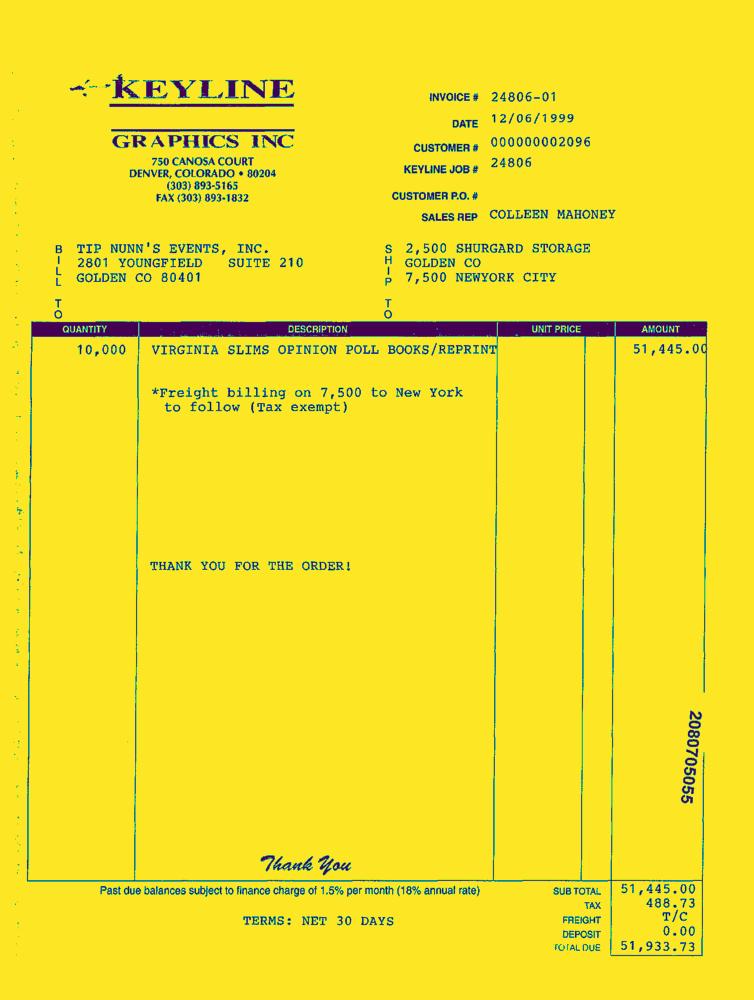 KEYLINE
GRAPHICS INC
750 CANOSA COURT
DENVER, COLORADO • 80204
(303) 893-5165
FAX (303) 893-1832
INVOICE # 24806-01
DATE 12/06/1999
CUSTOMER # 000000002096
KEYLINE JOB # 24806
CUSTOMER P.O. #
SALES REP COLLEEN MAHONEY
BILL TO
TIP NUNN'S EVENTS, INC.
2801 YOUNGFIELD SUITE 210
GOLDEN CO 80401
SHIP TO
2,500 SHURGARD STORAGE
GOLDEN CO
7,500 NEWYORK CITY
QUANTITY DESCRIPTION UNIT PRICE AMOUNT
10,000 VIRGINIA SLIMS OPINION POLL BOOKS/REPRINT 51,445.00
*Freight billing on 7,500 to New York
to follow (Tax exempt)
THANK YOU FOR THE ORDER!
2080705055
Thank You
Past due balances subject to finance charge of 1.5% per month (18% annual rate)
TERMS: NET 30 DAYS
SUB TOTAL 51,445.00
TAX 488.73
FREIGHT T/C
DEPOSIT 0.00
TOTAL DUE 51,933.73